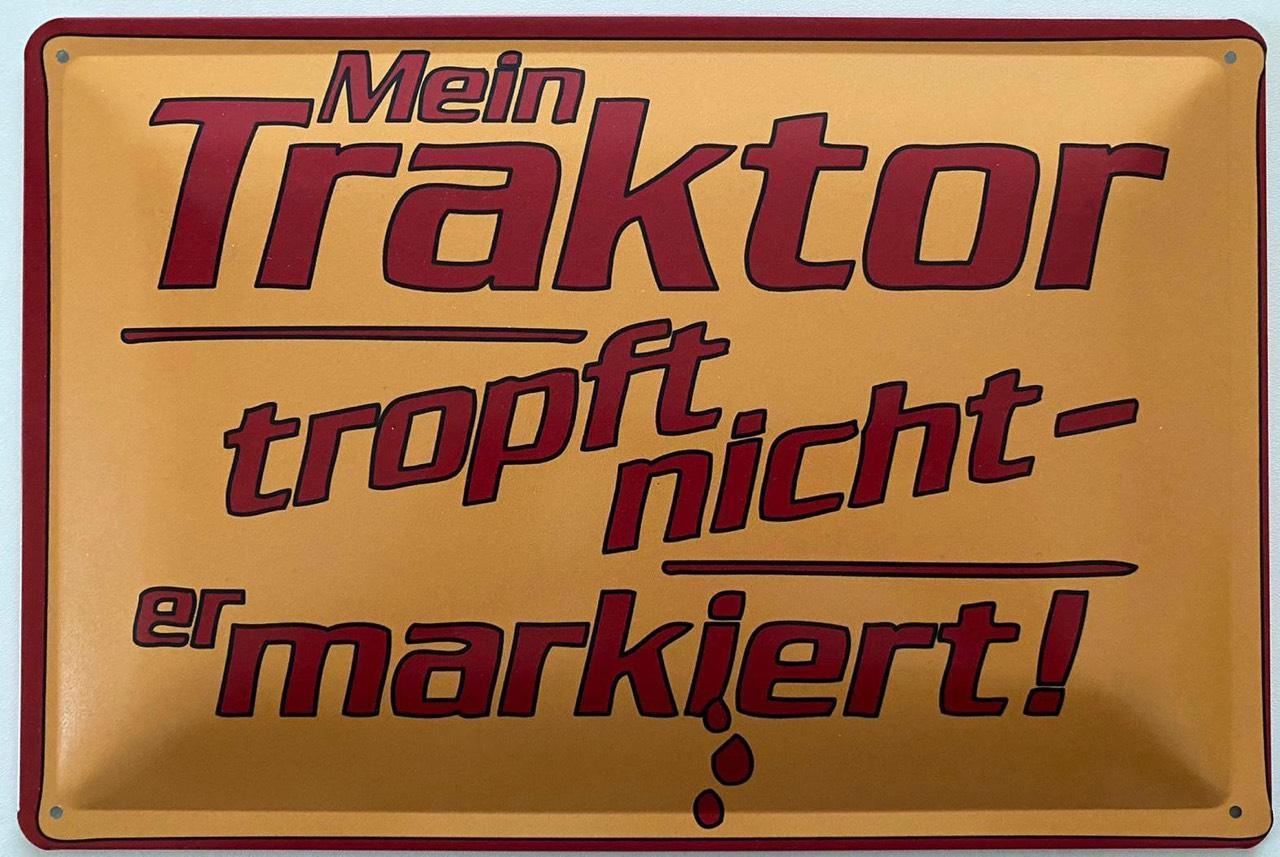 Mein
Traktor
tropft
nicht –
er
markiert!